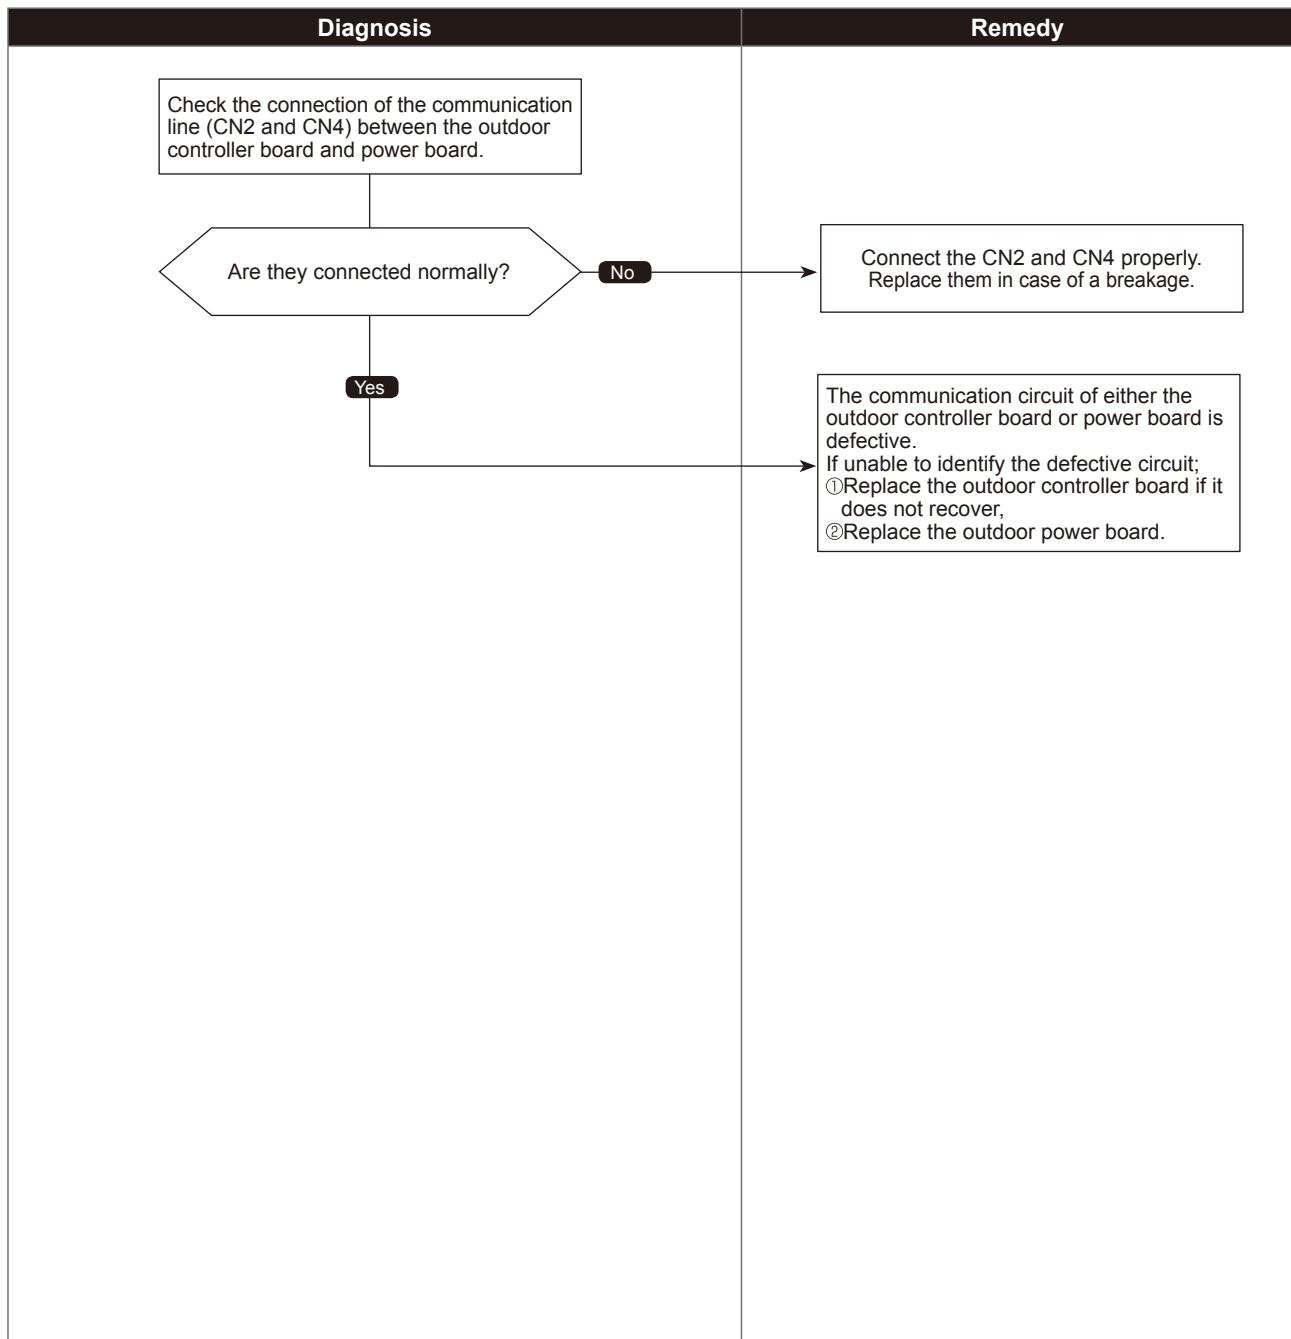 Diagnosis
Remedy
Check the connection of the communication
line (CN2 and CN4) between the outdoor
controller board and power board.
Are they connected normally?
No
Connect the CN2 and CN4 properly.
Replace them in case of a breakage.
Yes
The communication circuit of either the
outdoor controller board or power board is
defective.
If unable to identify the defective circuit;
①Replace the outdoor controller board if it
does not recover,
②Replace the outdoor power board.